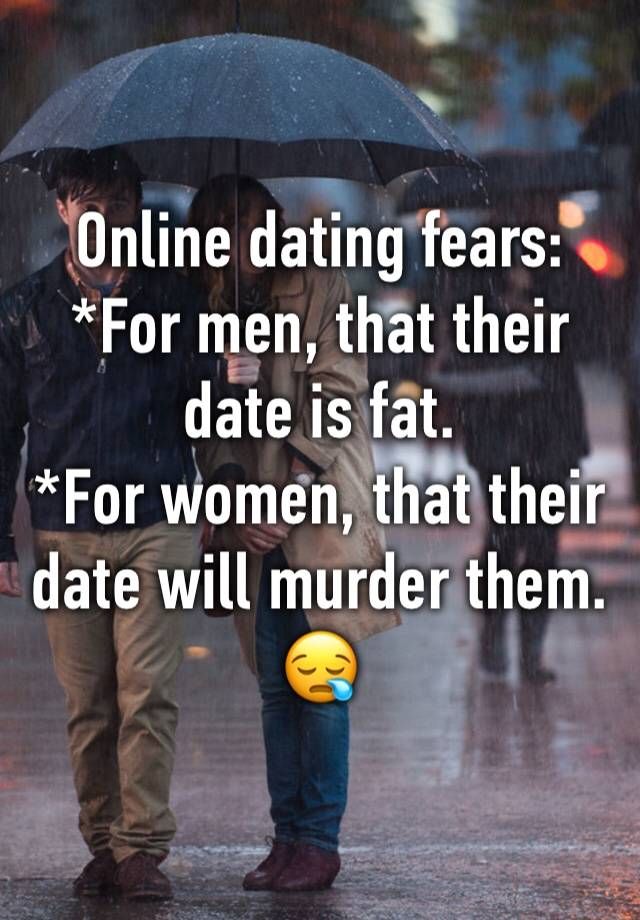 Online dating fears:
*For men, that their
date is fat.
*For women, that their
date will murder them.
😪